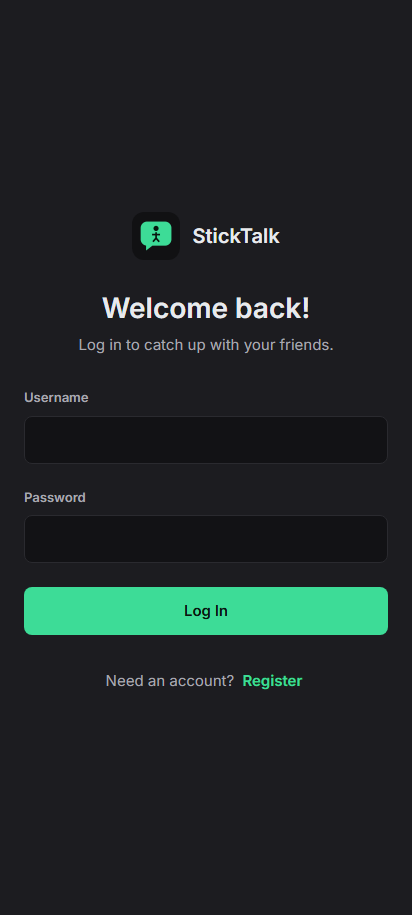 StickTalk
Welcome back!
Log in to catch up with your friends.
Username
Password
Log In
Need an account? Register